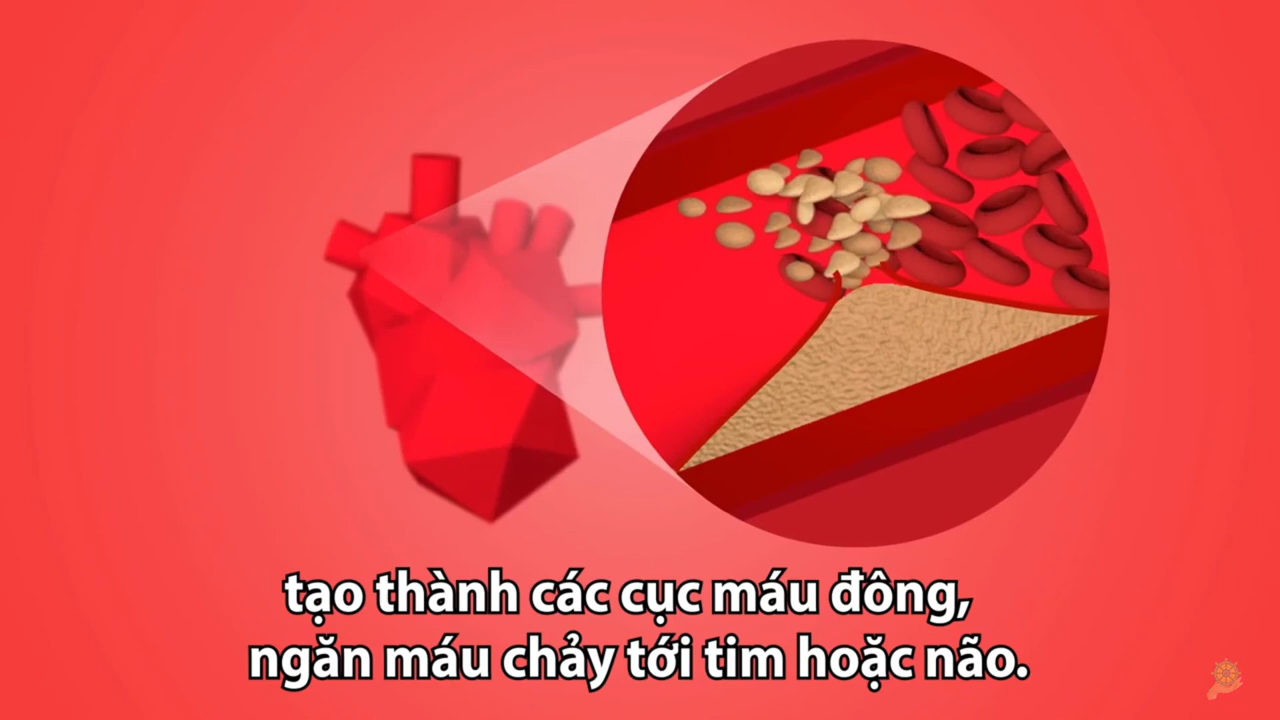 tạo thành các cục máu đông,
ngăn máu chảy tới tim hoặc não.